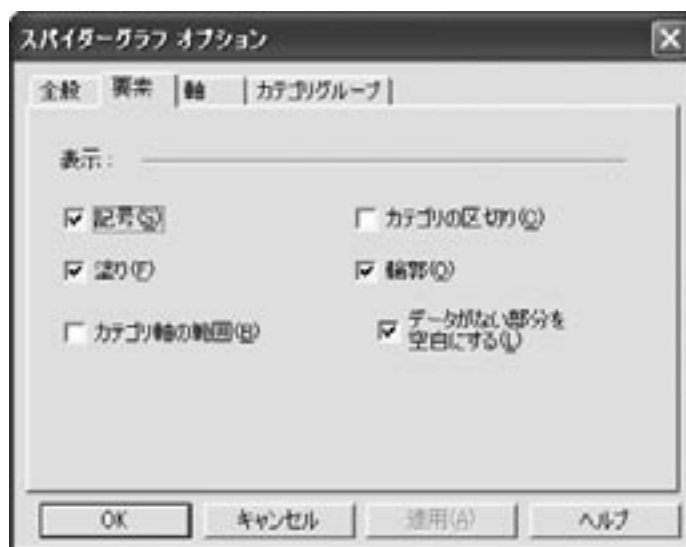 スパイダーグラフ オプション
全般 要素 軸 カテゴリグループ
表示:
記号(S) カテゴリの区切り(C)
塗り(F) 輪郭(O)
カテゴリ軸の範囲(R) データがない部分を
空白にする(L)
OK キャンセル 適用(A) ヘルプ